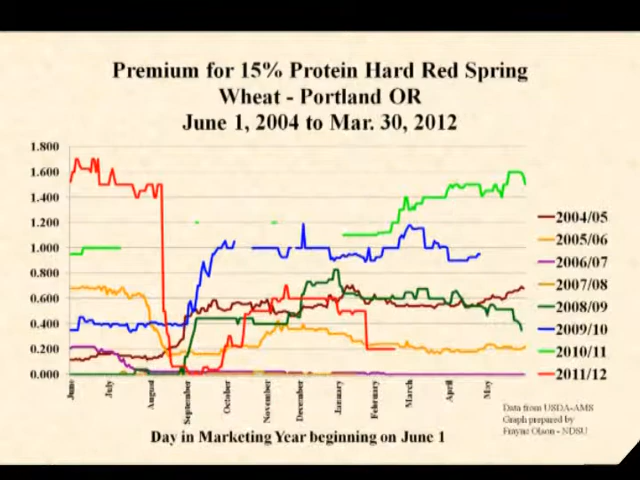 Premium for 15% Protein Hard Red Spring
Wheat - Portland OR
June 1, 2004 to Mar. 30, 2012
1.800
1.600
1.400
1.200
1.000
0.800
0.600
0.400
0.200
0.000
June
July
August
September
October
November
December
January
February
March
April
May
2004/05
2005/06
2006/07
2007/08
2008/09
2009/10
2010/11
2011/12
Day in Marketing Year beginning on June 1
Data from USDA-AMS
Graph prepared by
Frayne Olson - NDSU